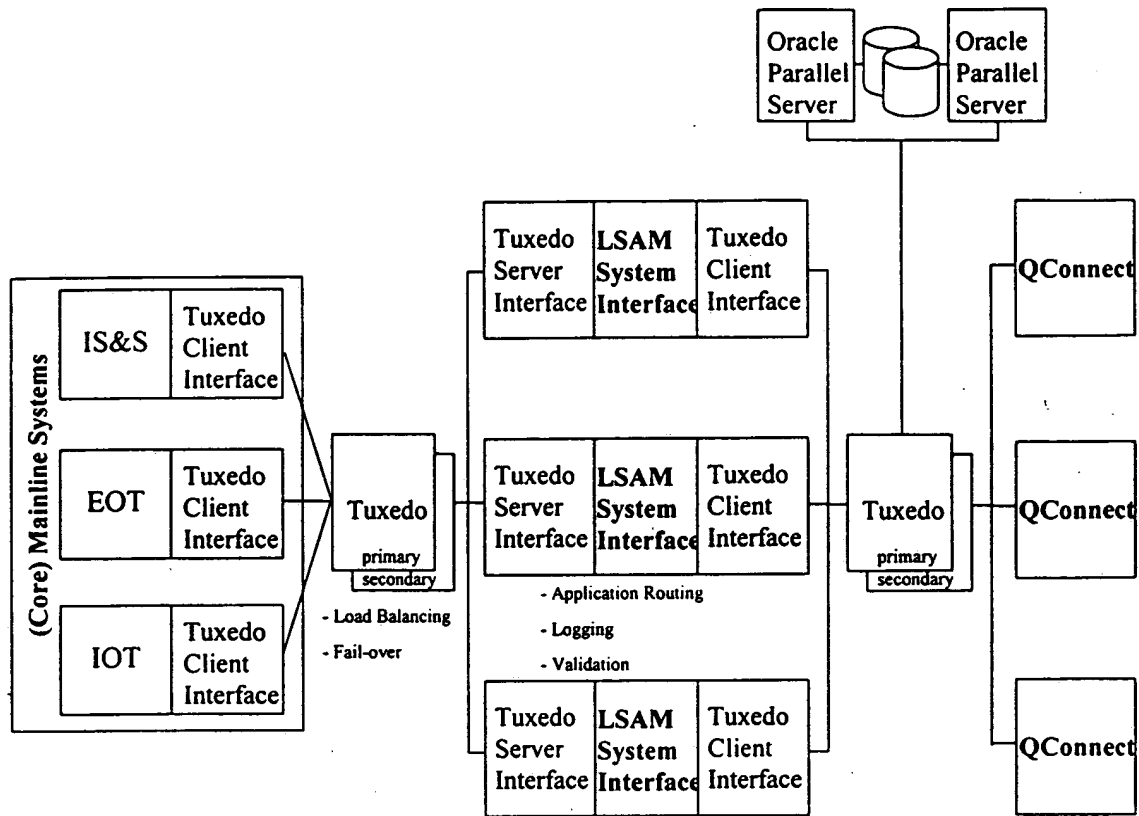 Oracle
Parallel
Server
Oracle
Parallel
Server
(Core) Mainline Systems
IS&S
Tuxedo
Client
Interface
EOT
Tuxedo
Client
Interface
IOT
Tuxedo
Client
Interface
Tuxedo
primary
secondary
- Load Balancing
- Fail-over
Tuxedo
Server
Interface
LSAM
System
Interface
Tuxedo
Client
Interface
Tuxedo
Server
Interface
LSAM
System
Interface
Tuxedo
Client
Interface
- Application Routing
- Logging
- Validation
Tuxedo
Server
Interface
LSAM
System
Interface
Tuxedo
Client
Interface
Tuxedo
primary
secondary
QConnect
QConnect
QConnect